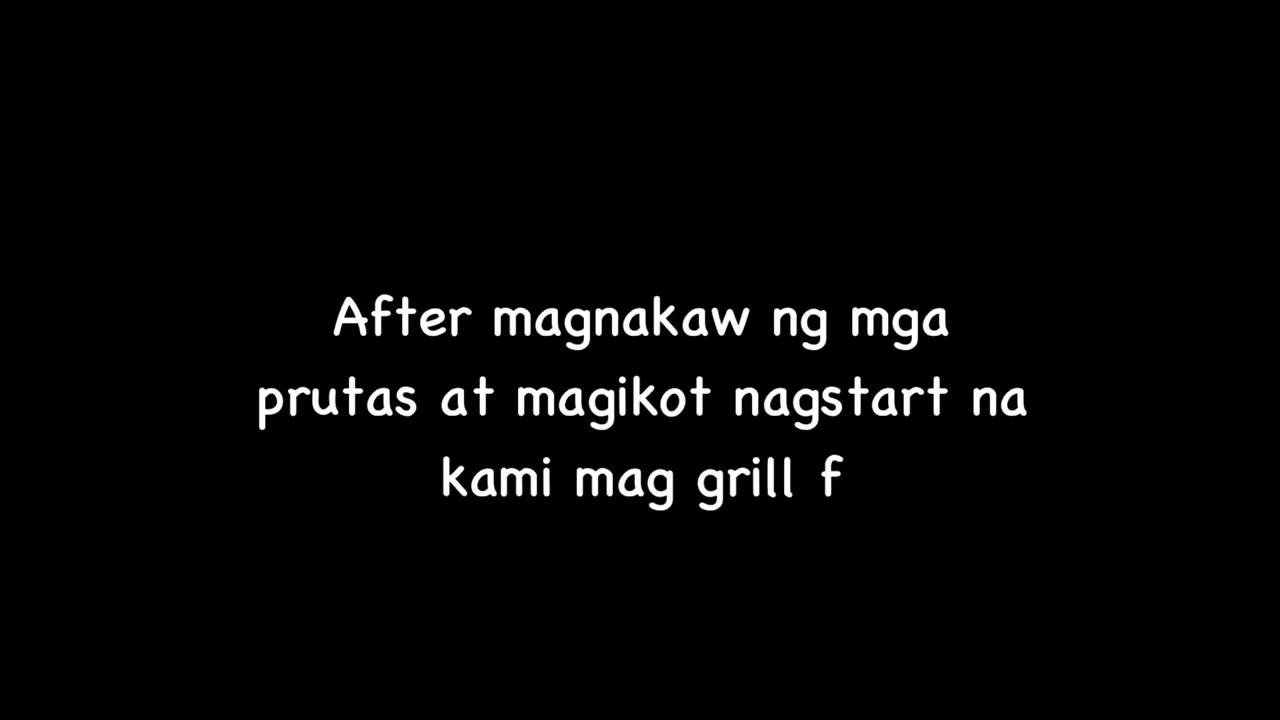 After magnakaw ng mga
prutas at magikot nagstart na
kami mag grill f